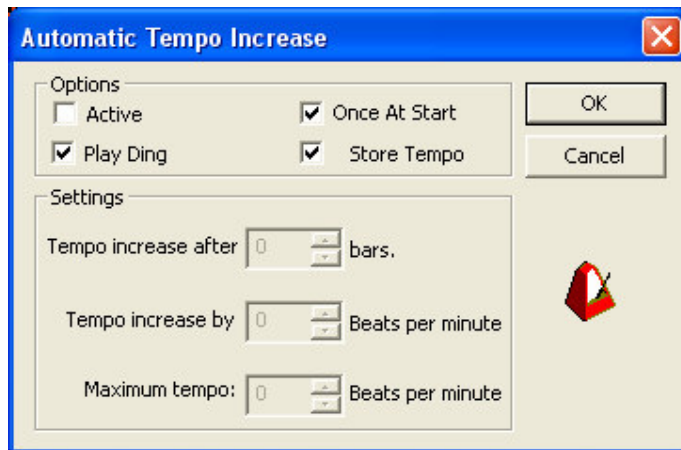 Automatic Tempo Increase
Options
Active
Once At Start
OK
Play Ding
Store Tempo
Cancel
Settings
Tempo increase after 0 bars.
Tempo increase by 0 Beats per minute
Maximum tempo: 0 Beats per minute